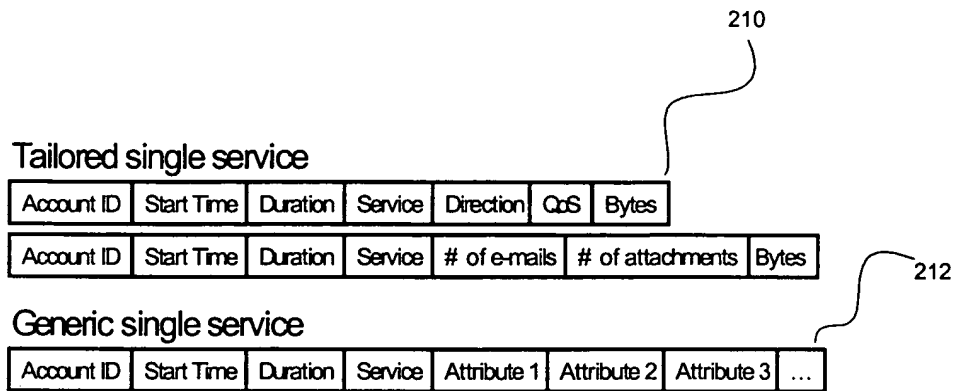 210
Tailored single service
Account ID Start Time Duration Service Direction QoS Bytes
Account ID Start Time Duration Service # of e-mails # of attachments Bytes
212
Generic single service
Account ID Start Time Duration Service Attribute 1 Attribute 2 Attribute 3 ...